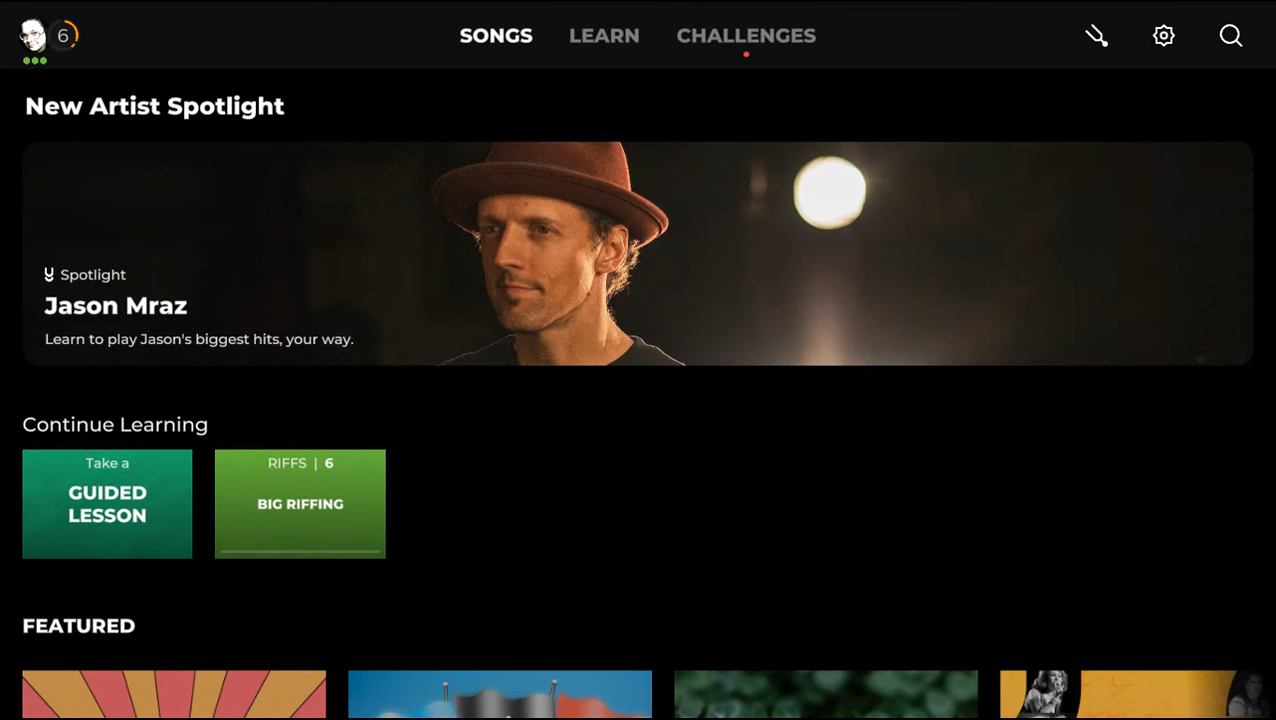 6
SONGS LEARN CHALLENGES
New Artist Spotlight
Spotlight
Jason Mraz
Learn to play Jason's biggest hits, your way.
Continue Learning
Take a
GUIDED
LESSON
RIFFS | 6
BIG RIFFING
FEATURED